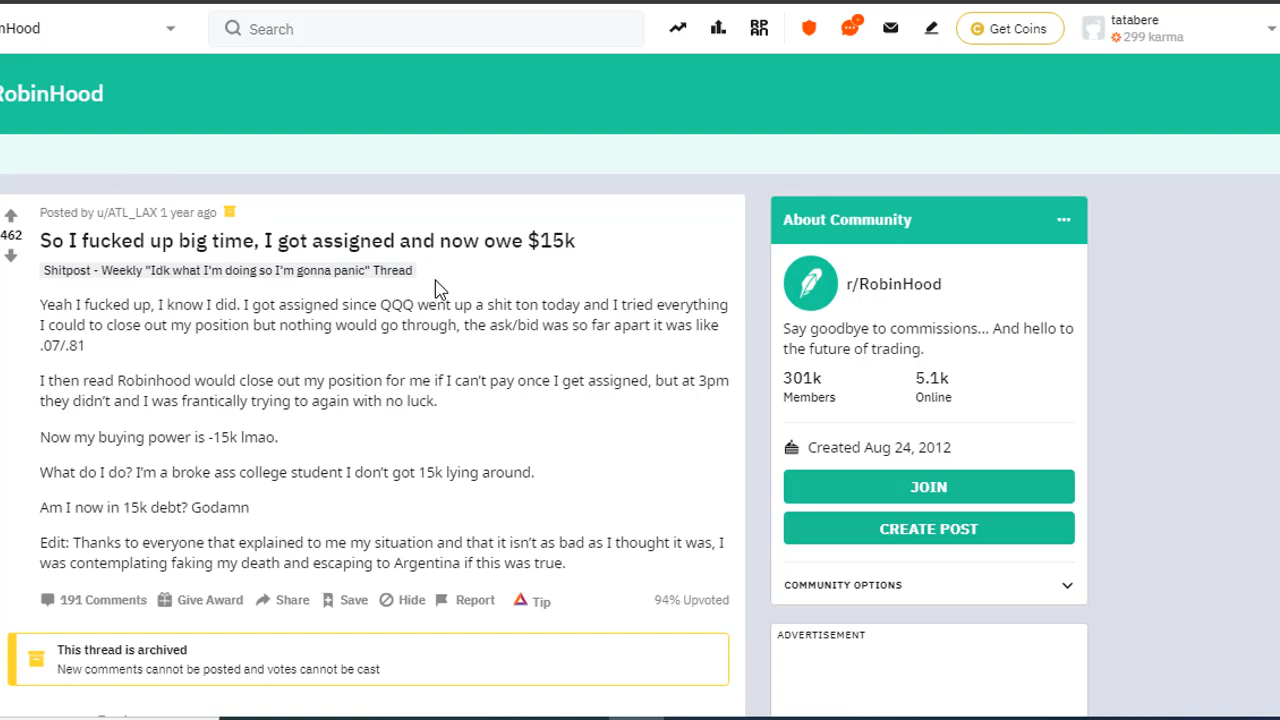 nHood
Search
Get Coins
tatabere
299 karma
RobinHood
Posted by u/ATL_LAX 1 year ago
462
So I fucked up big time, I got assigned and now owe $15k
Shitpost - Weekly "Idk what I'm doing so I'm gonna panic" Thread
Yeah I fucked up, I know I did. I got assigned since QQQ went up a shit ton today and I tried everything
I could to close out my position but nothing would go through, the ask/bid was so far apart it was like
.07/.81
I then read Robinhood would close out my position for me if I can't pay once I get assigned, but at 3pm
they didn't and I was frantically trying to again with no luck.
Now my buying power is -15k lmao.
What do I do? I'm a broke ass college student I don't got 15k lying around.
Am I now in 15k debt? Godamn
Edit: Thanks to everyone that explained to me my situation and that it isn't as bad as I thought it was, I
was contemplating faking my death and escaping to Argentina if this was true.
191 Comments Give Award Share Save Hide Report Tip 94% Upvoted
This thread is archived
New comments cannot be posted and votes cannot be cast
About Community
r/RobinHood
Say goodbye to commissions... And hello to
the future of trading.
301k 5.1k
Members Online
Created Aug 24, 2012
JOIN
CREATE POST
COMMUNITY OPTIONS
ADVERTISEMENT